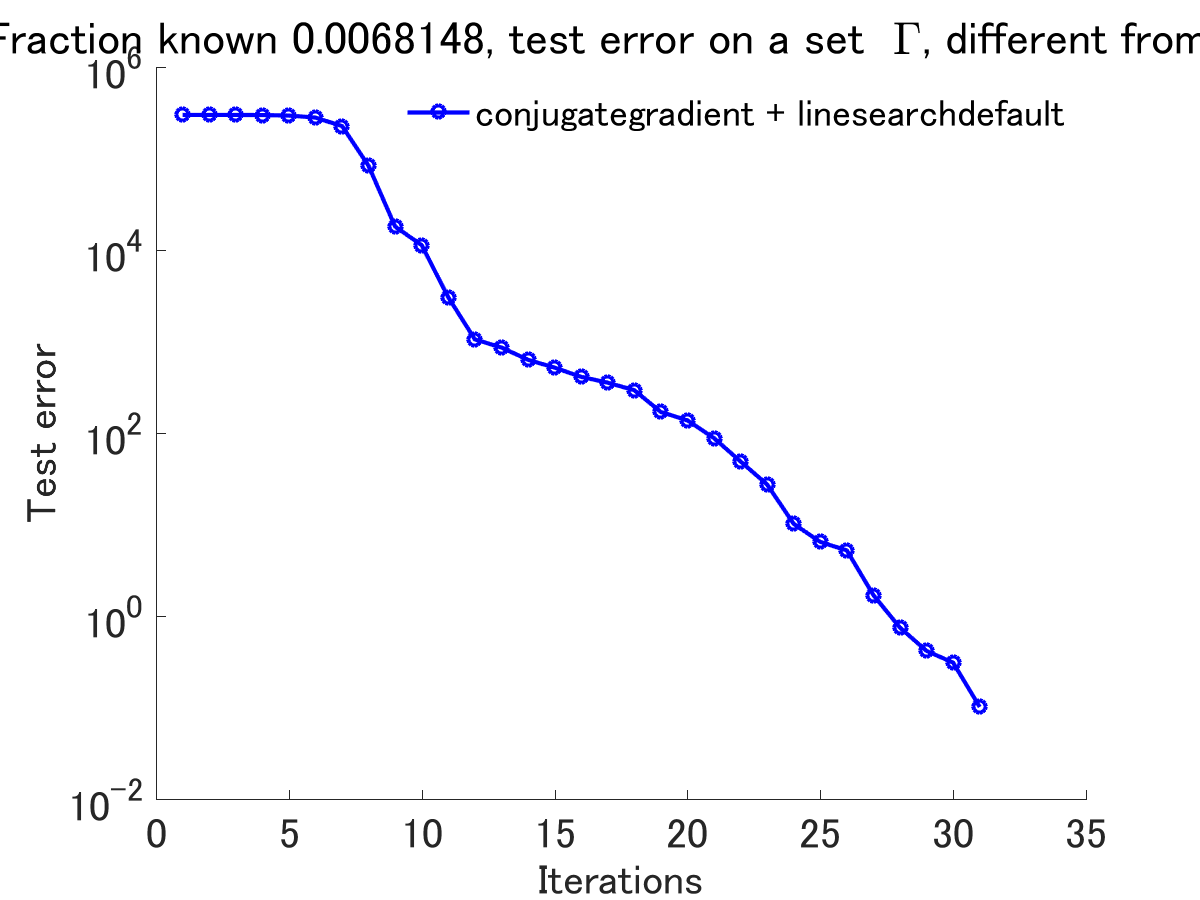 Fraction known 0.0068148, test error on a set Γ, different from
10^6
conjugategradient + linesearchdefault
10^4
10^2
10^0
10^-2
Test error
0 5 10 15 20 25 30 35
Iterations